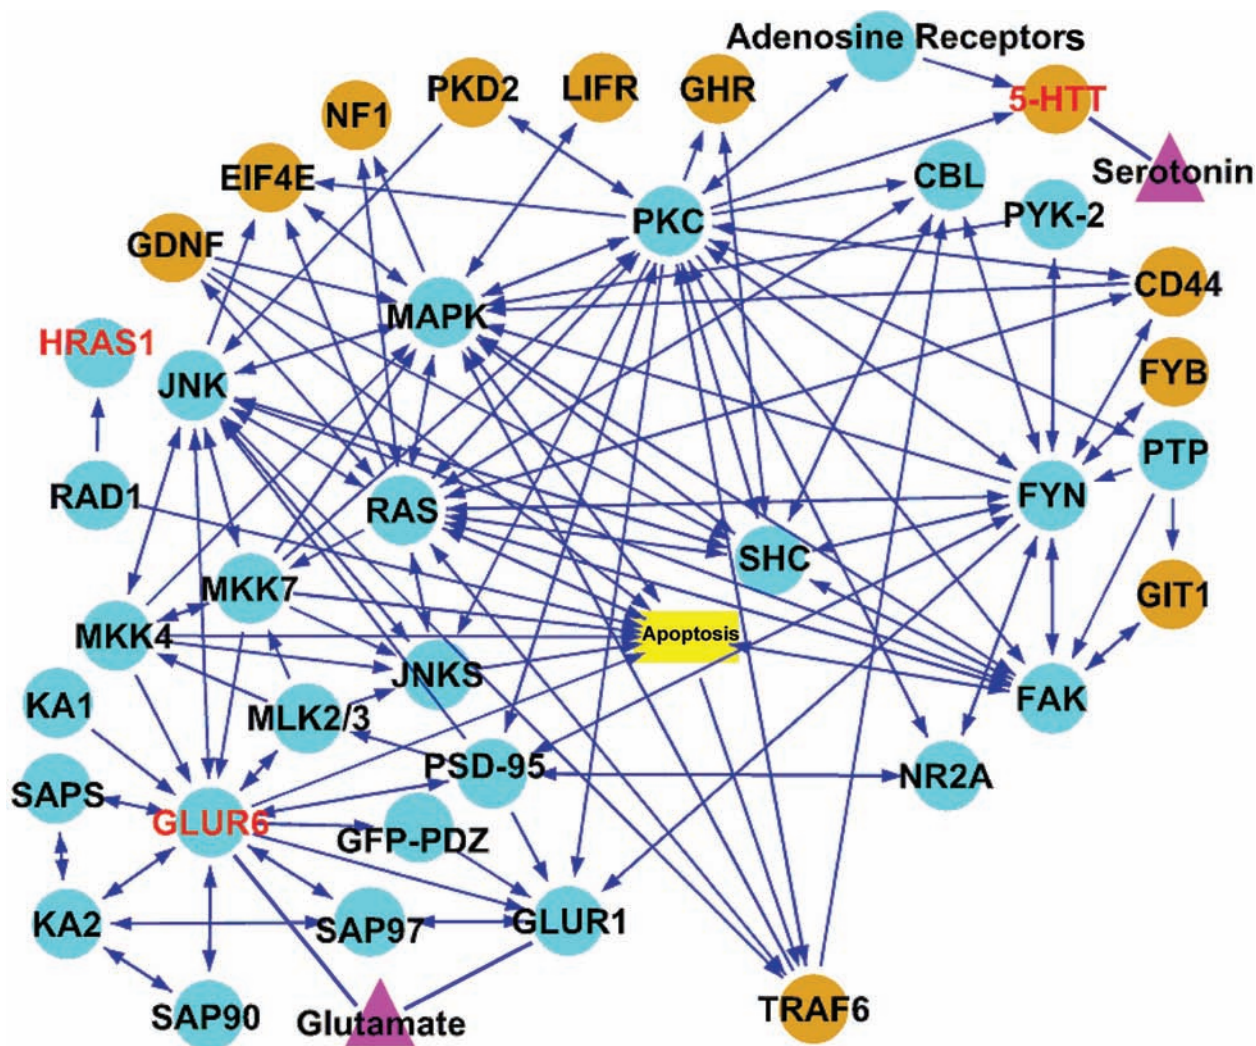 Adenosine Receptors
PKD2
LIFR
GHR
5-HTT
NF1
EIF4E
CBL
Serotonin
PKC
PYK-2
GDNF
CD44
MAPK
HRAS1
JNK
FYB
PTP
RAD1
RAS
FYN
SHC
MKK7
GIT1
MKK4
Apoptosis
JNKS
KA1
MLK2/3
FAK
PSD-95
NR2A
SAPS
GLUR6
GFP-PDZ
KA2
SAP97
GLUR1
SAP90
Glutamate
TRAF6